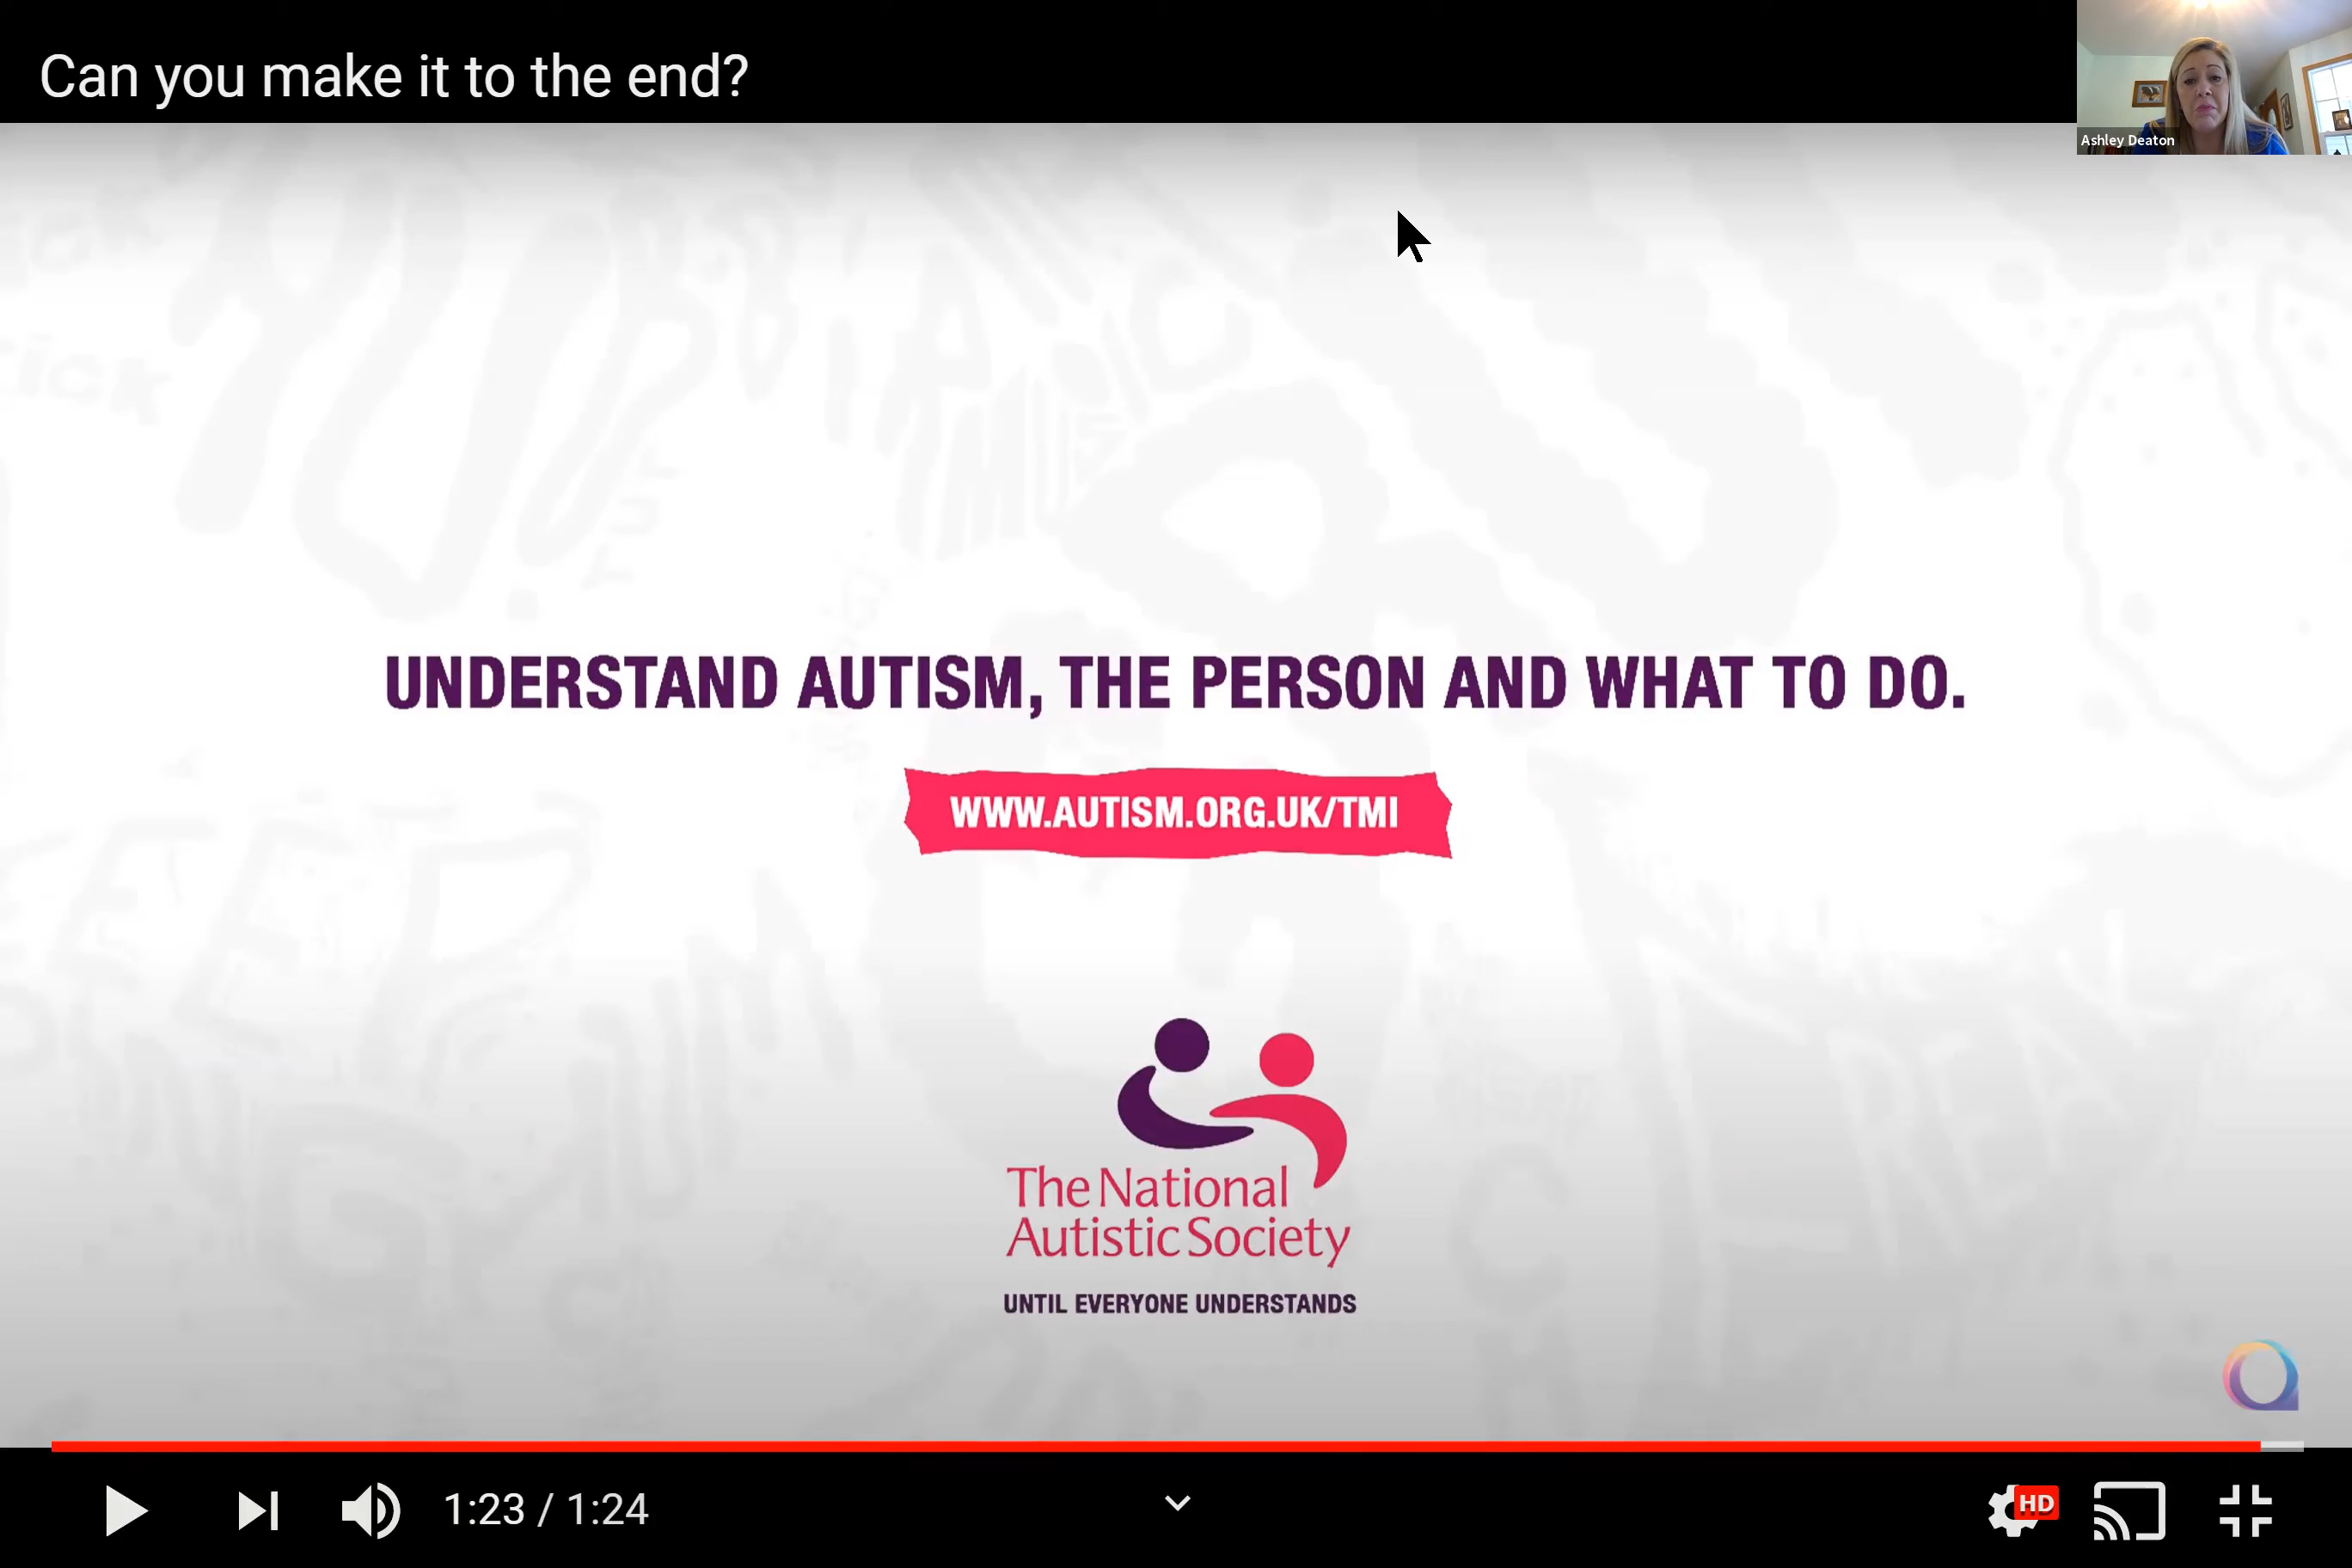 Can you make it to the end?
Ashley Deaton
UNDERSTAND AUTISM, THE PERSON AND WHAT TO DO.
WWW.AUTISM.ORG.UK/TMI
The National
Autistic Society
UNTIL EVERYONE UNDERSTANDS
1:23 / 1:24
HD